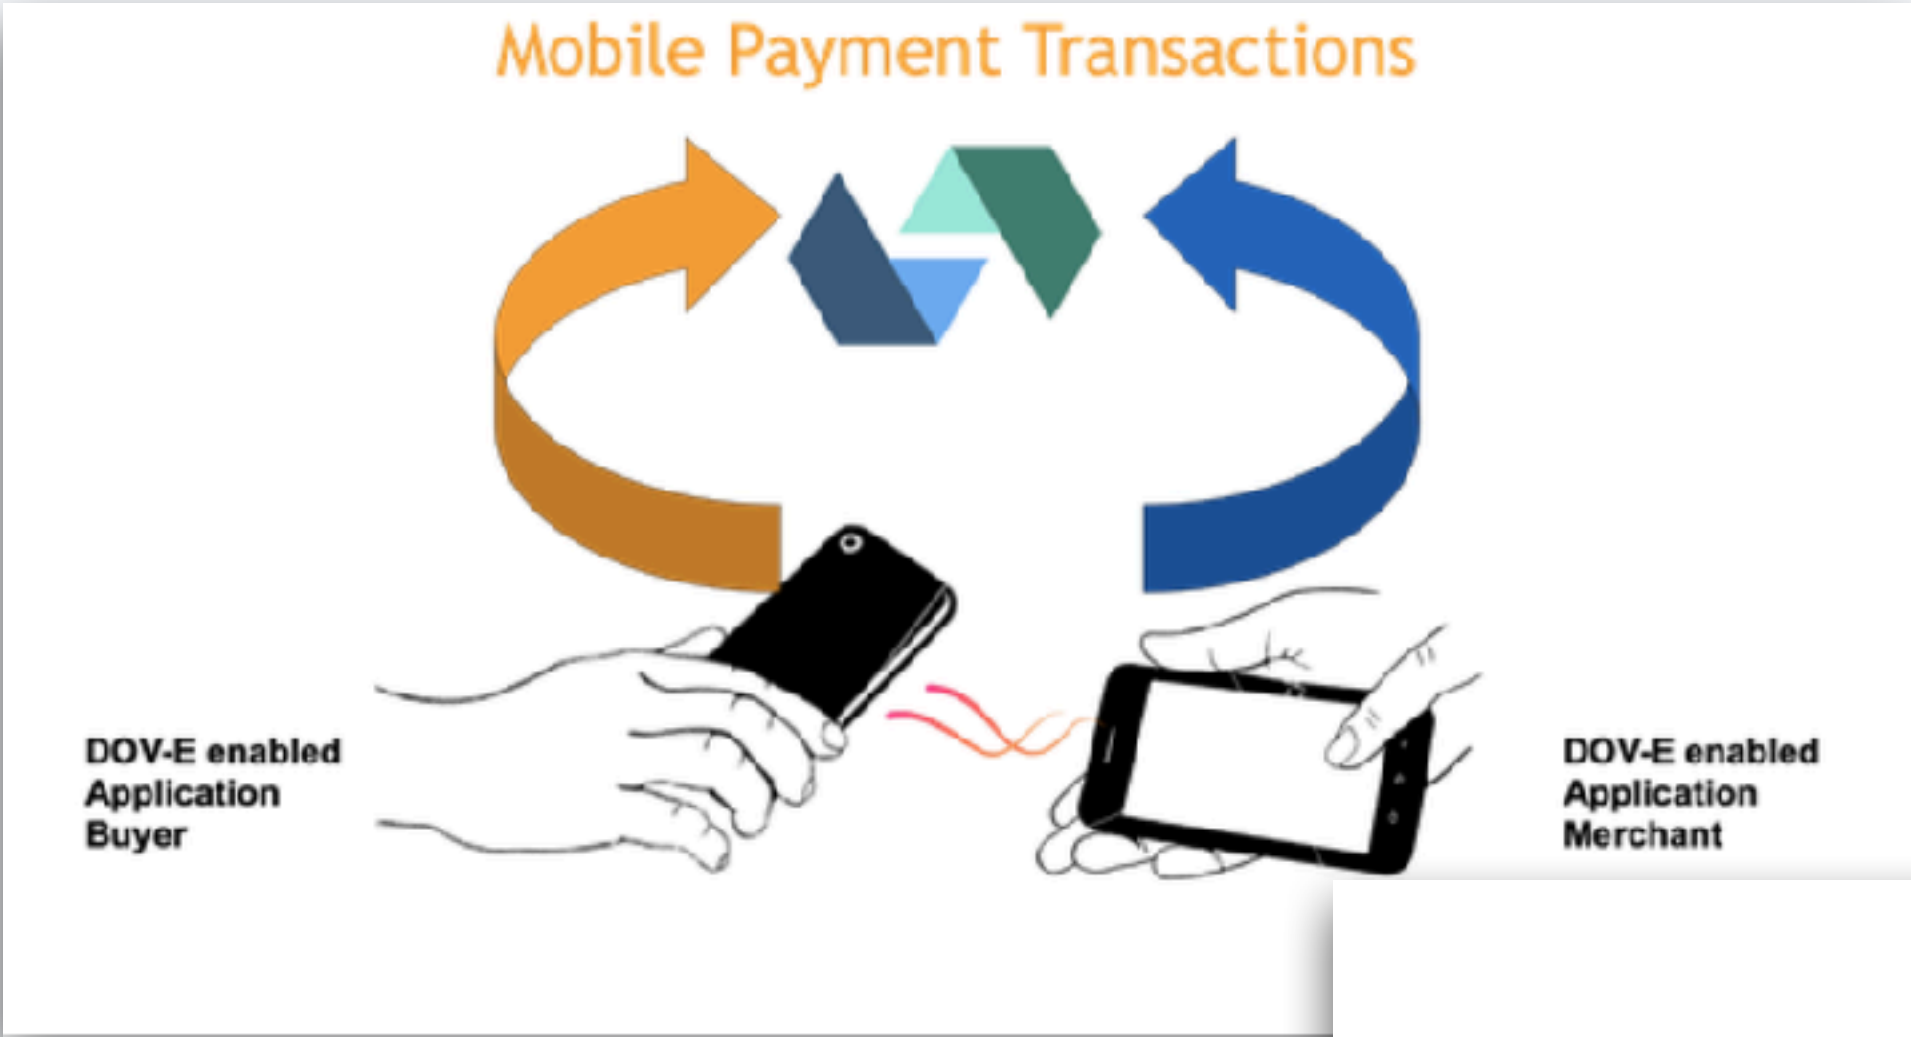 Mobile Payment Transactions
DOV-E enabled
Application
Buyer
DOV-E enabled
Application
Merchant